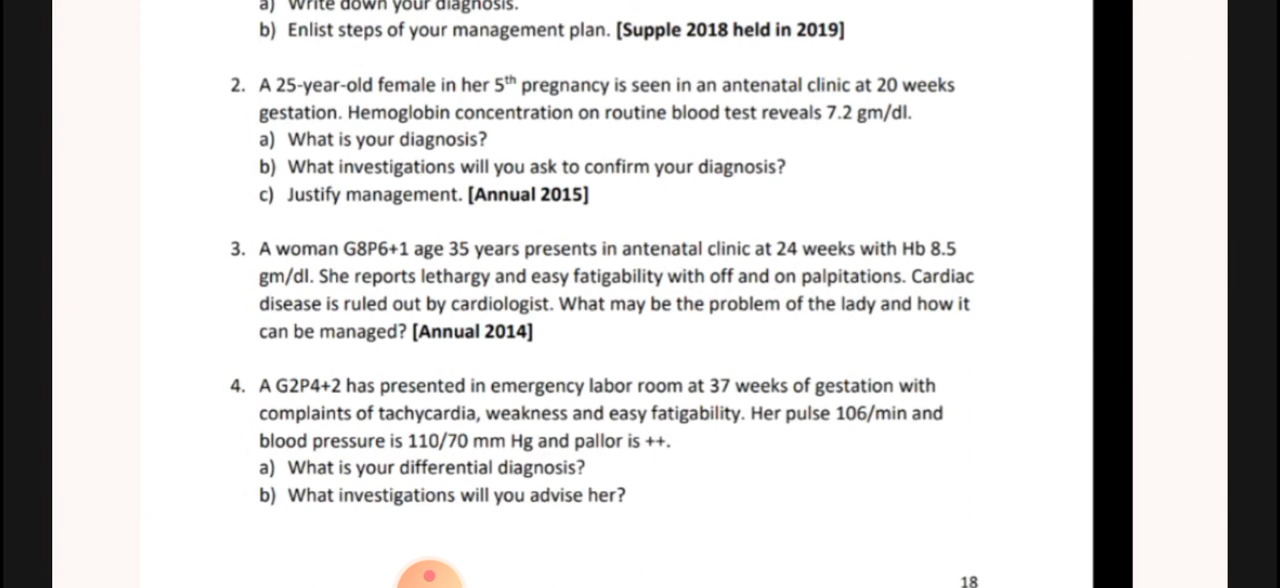 a) Write down your diagnosis.
b) Enlist steps of your management plan. [Supple 2018 held in 2019]
2. A 25-year-old female in her 5th pregnancy is seen in an antenatal clinic at 20 weeks
gestation. Hemoglobin concentration on routine blood test reveals 7.2 gm/dl.
a) What is your diagnosis?
b) What investigations will you ask to confirm your diagnosis?
c) Justify management. [Annual 2015]
3. A woman G8P6+1 age 35 years presents in antenatal clinic at 24 weeks with Hb 8.5
gm/dl. She reports lethargy and easy fatigability with off and on palpitations. Cardiac
disease is ruled out by cardiologist. What may be the problem of the lady and how it
can be managed? [Annual 2014]
4. A G2P4+2 has presented in emergency labor room at 37 weeks of gestation with
complaints of tachycardia, weakness and easy fatigability. Her pulse 106/min and
blood pressure is 110/70 mm Hg and pallor is ++.
a) What is your differential diagnosis?
b) What investigations will you advise her?
18